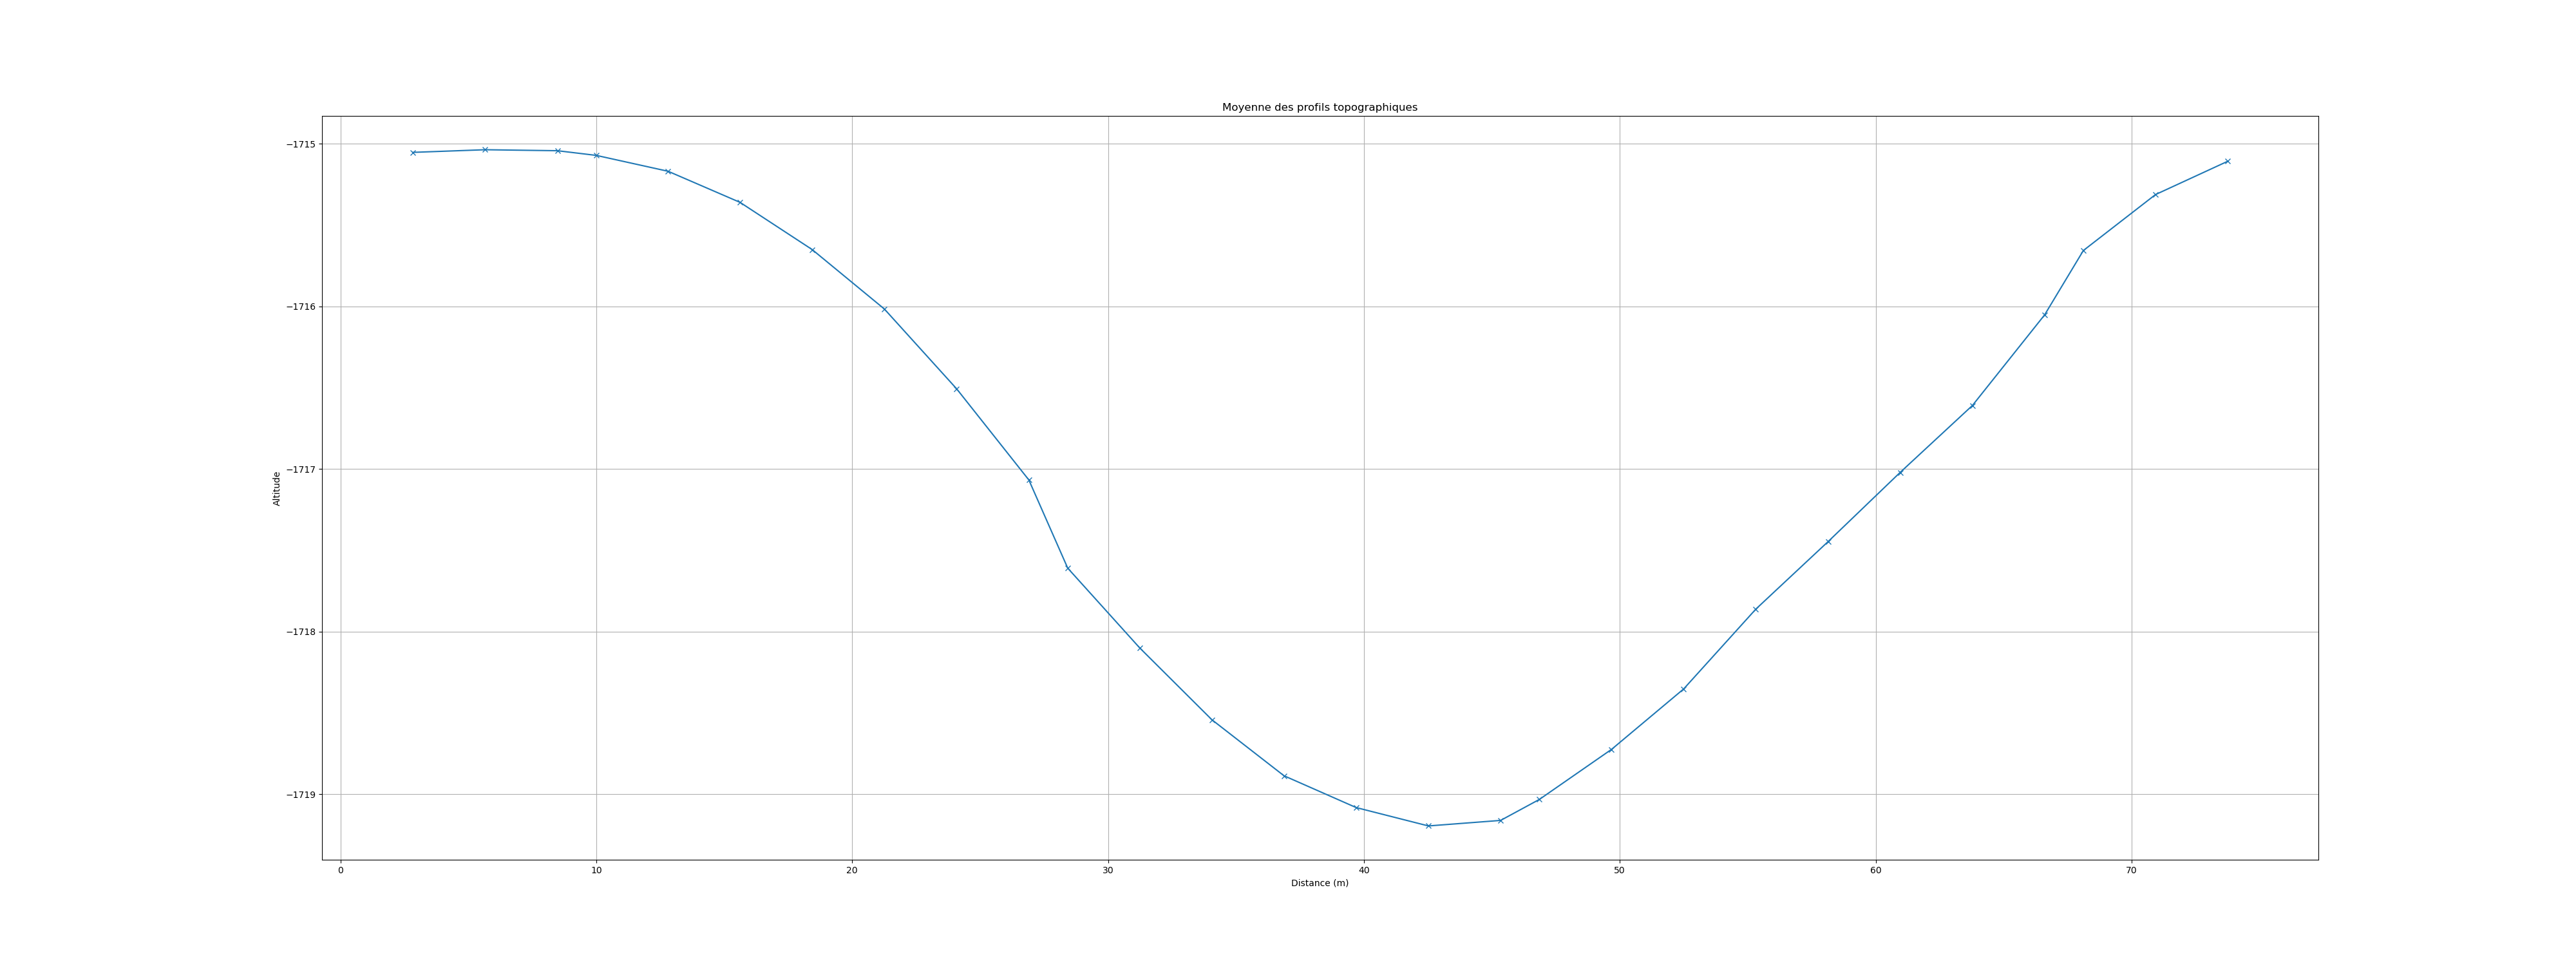 Moyenne des profils topographiques
−1715
−1716
−1717
−1718
−1719
Altitude
0 10 20 30 40 50 60 70
Distance (m)